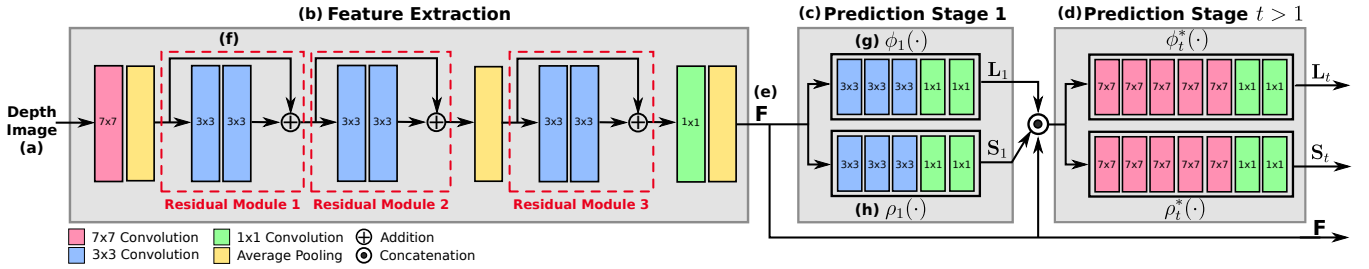 (b) Feature Extraction
(c) Prediction Stage 1
(d) Prediction Stage t > 1
(f)
(g) ϕ₁(·)
ϕₜ*(·)
Depth
Image
(a)
7x7
3x3 3x3
3x3 3x3
3x3 3x3
1x1
(e)
F
3x3 3x3 3x3 1x1 1x1
L₁
7x7 7x7 7x7 7x7 7x7 1x1 1x1
Lₜ
3x3 3x3 3x3 1x1 1x1
S₁
7x7 7x7 7x7 7x7 7x7 1x1 1x1
Sₜ
Residual Module 1
Residual Module 2
Residual Module 3
(h) ρ₁(·)
ρₜ*(·)
F
7x7 Convolution
1x1 Convolution
Addition
3x3 Convolution
Average Pooling
Concatenation